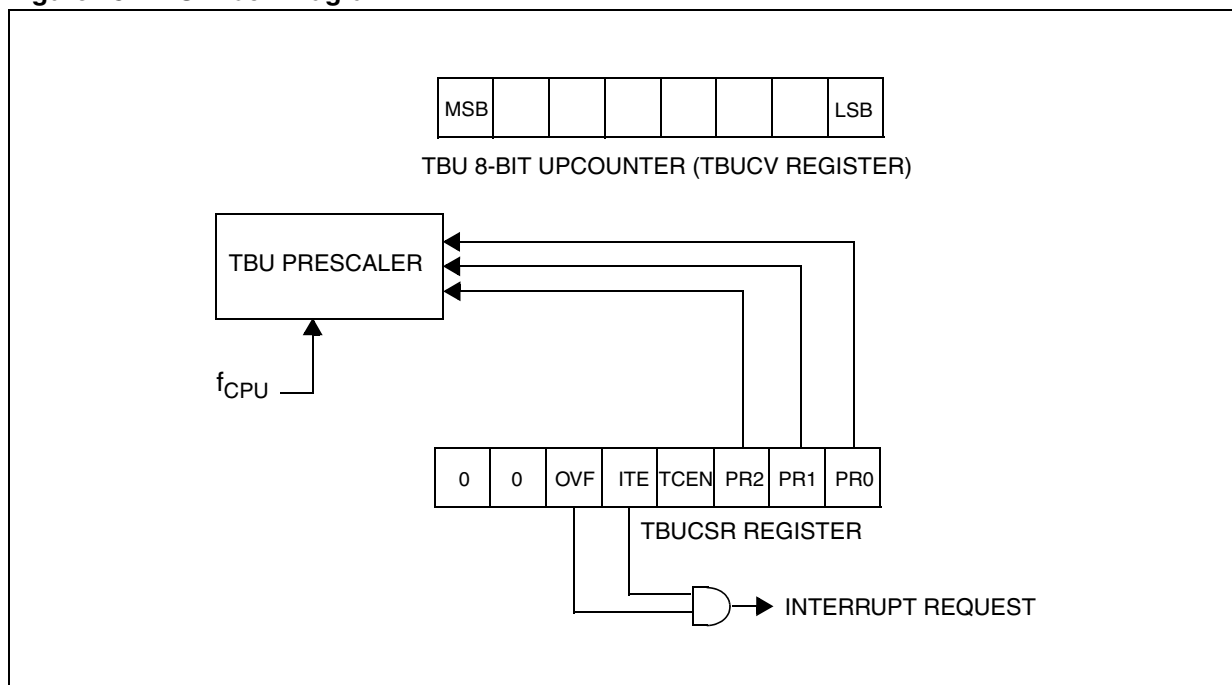 MSB LSB
TBU 8-BIT UPCOUNTER (TBUCV REGISTER)
TBU PRESCALER
fCPU
0 0 OVF ITE TCEN PR2 PR1 PR0
TBUCSR REGISTER
INTERRUPT REQUEST